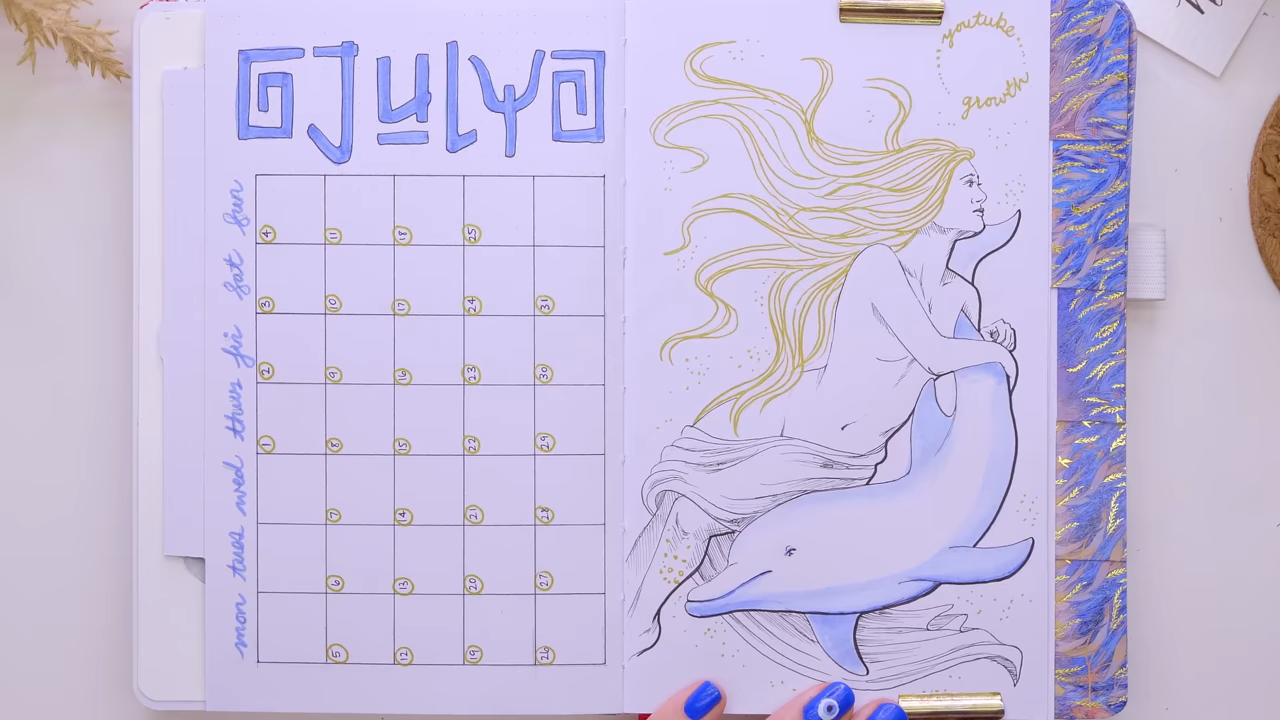 JULY
mon tues wed thurs fri sat sun
1 2 3 4
5 6 7 8 9 10 11
12 13 14 15 16 17 18
19 20 21 22 23 24 25
26 27 28 29 30 31
youtube
growth